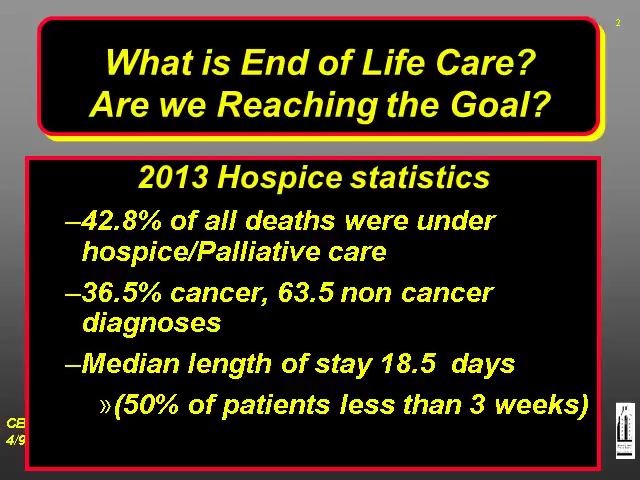 2
What is End of Life Care?
Are we Reaching the Goal?
2013 Hospice statistics
–42.8% of all deaths were under
hospice/Palliative care
–36.5% cancer, 63.5 non cancer
diagnoses
–Median length of stay 18.5 days
»(50% of patients less than 3 weeks)
CB
4/9